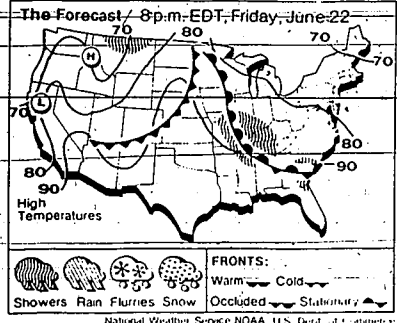 The Forecast / 8 p.m. EDT, Friday, June 22
70
80
70
H
70
70
L
80
90
80
90
High
Temperatures
Showers Rain Flurries Snow
FRONTS:
Warm Cold
Occluded Stationary
National Weather Service NOAA U.S. Dept. of Commerce